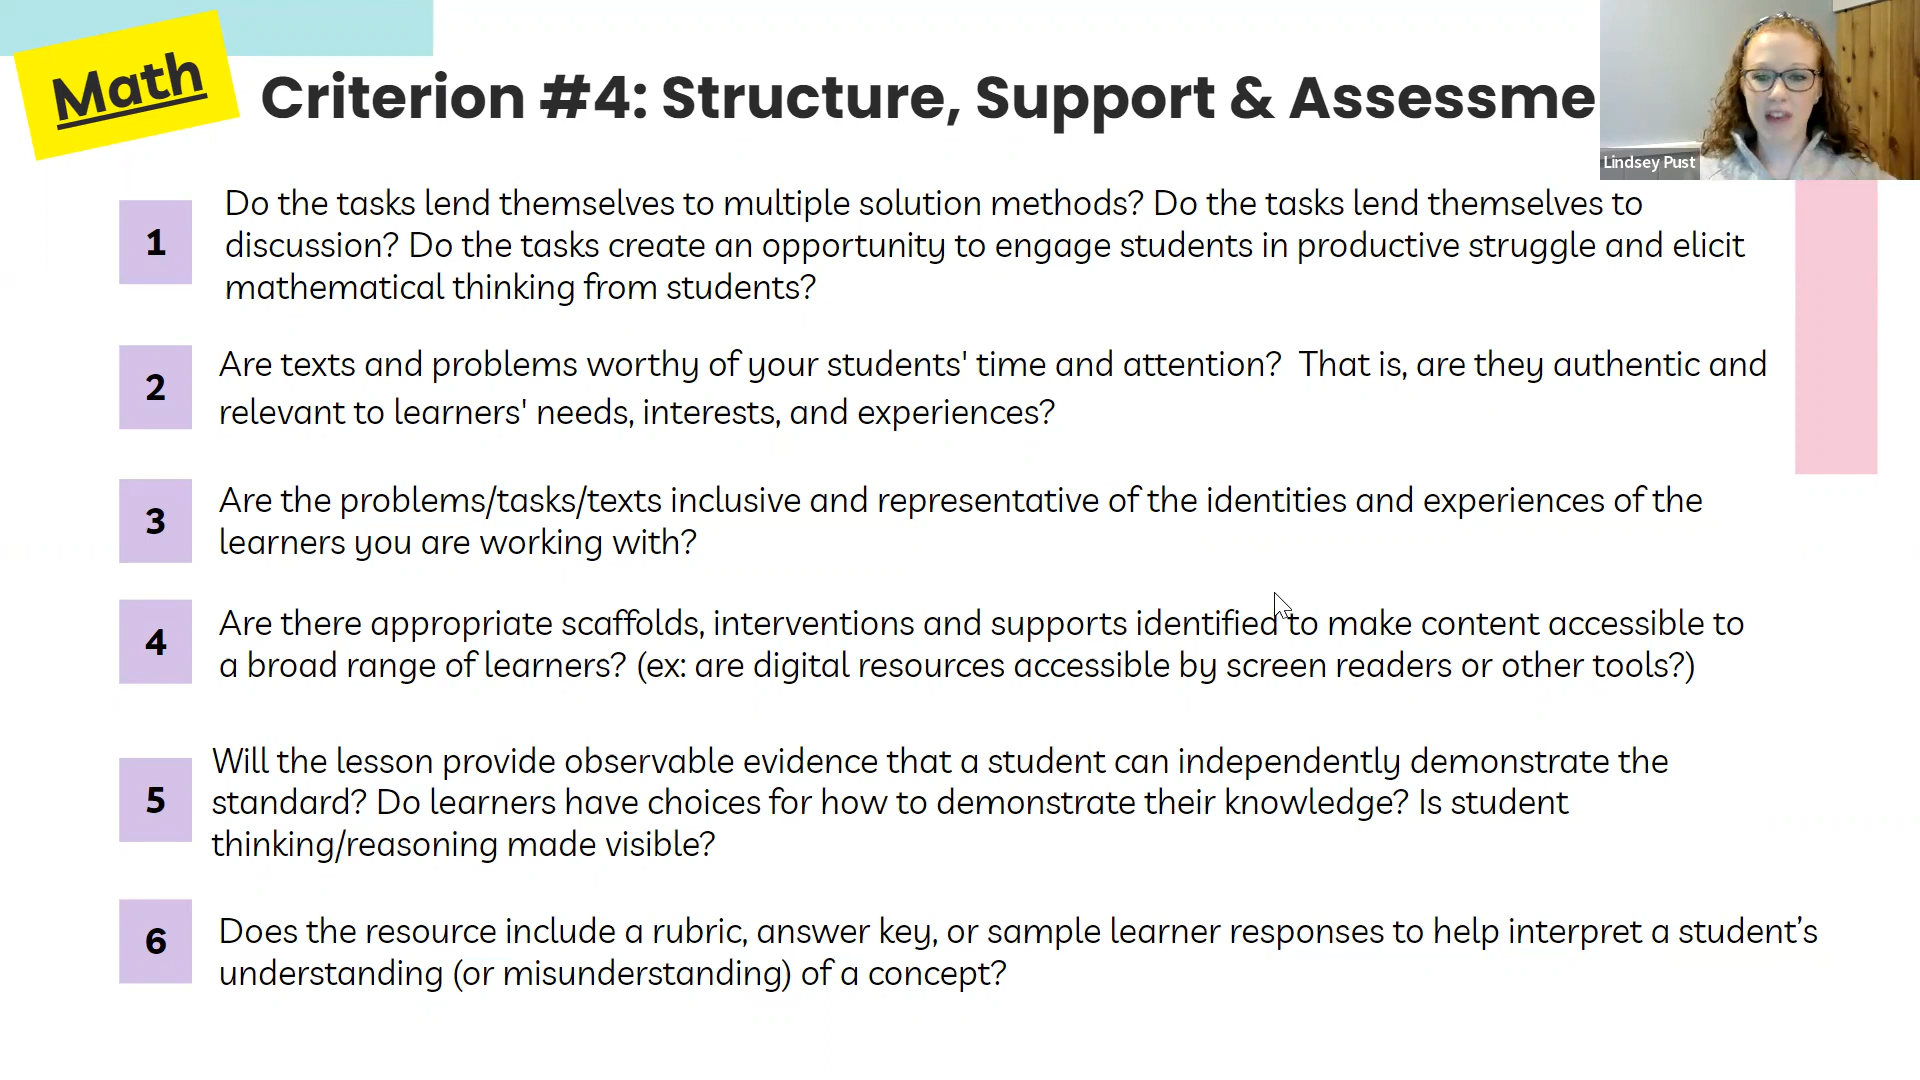 Math
Criterion #4: Structure, Support & Assessme
Lindsey Pust
1
Do the tasks lend themselves to multiple solution methods? Do the tasks lend themselves to
discussion? Do the tasks create an opportunity to engage students in productive struggle and elicit
mathematical thinking from students?
2
Are texts and problems worthy of your students' time and attention?  That is, are they authentic and
relevant to learners' needs, interests, and experiences?
3
Are the problems/tasks/texts inclusive and representative of the identities and experiences of the
learners you are working with?
4
Are there appropriate scaffolds, interventions and supports identified to make content accessible to
a broad range of learners? (ex: are digital resources accessible by screen readers or other tools?)
5
Will the lesson provide observable evidence that a student can independently demonstrate the
standard? Do learners have choices for how to demonstrate their knowledge? Is student
thinking/reasoning made visible?
6
Does the resource include a rubric, answer key, or sample learner responses to help interpret a student’s
understanding (or misunderstanding) of a concept?